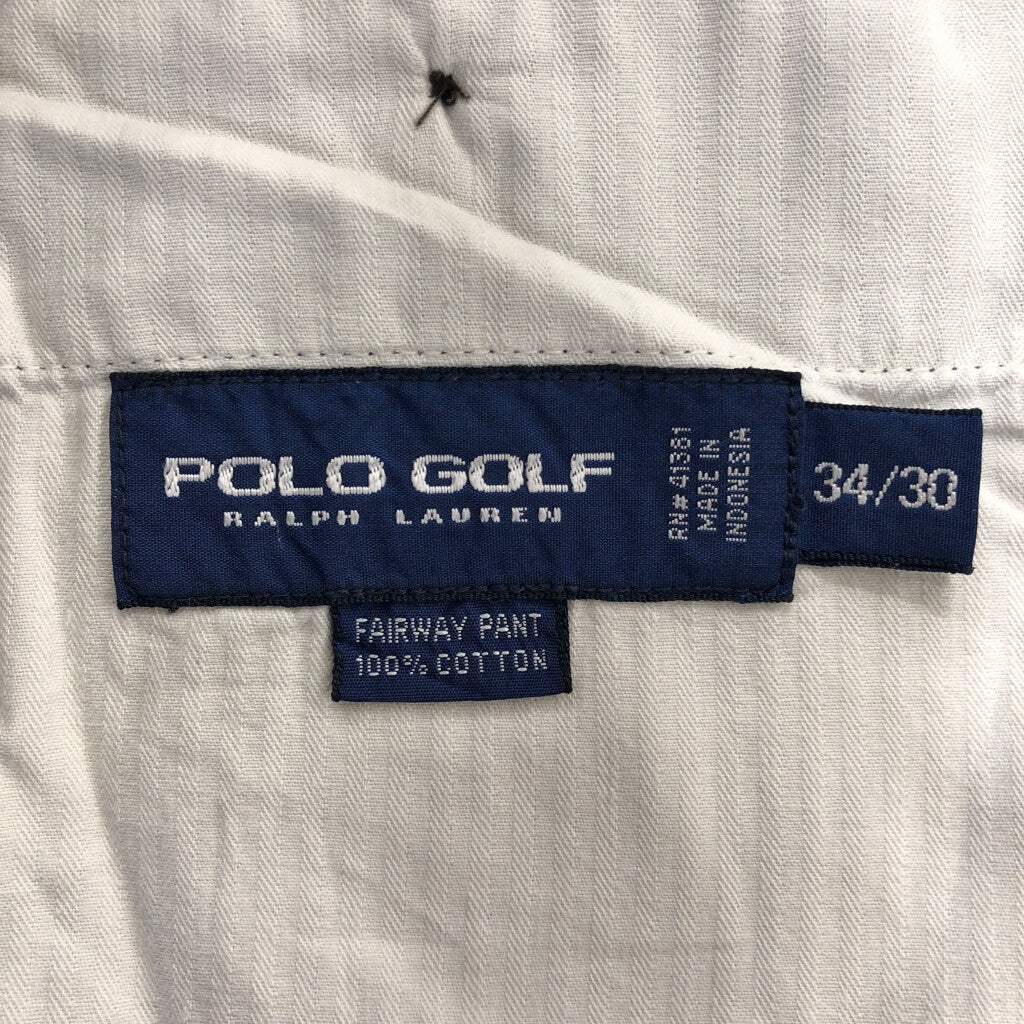 POLO GOLF
RALPH LAUREN
RN# 41381
MADE IN
INDONESIA
34/30
FAIRWAY PANT
100% COTTON